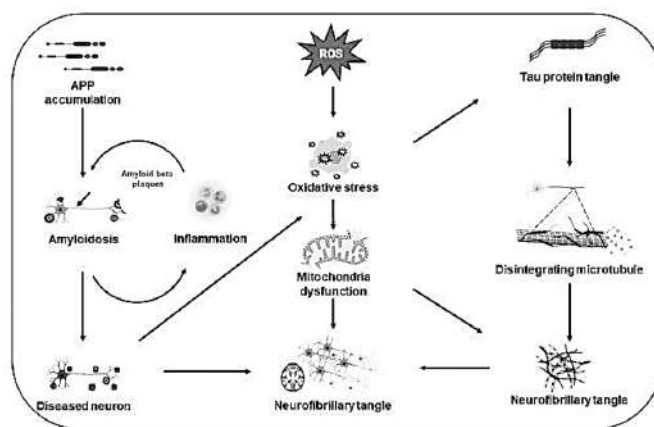 ROS
APP
accumulation
Tau protein tangle
Amyloid beta
plaques
Oxidative stress
Amyloidosis
Inflammation
Mitochondria
dysfunction
Disintegrating microtubule
Diseased neuron
Neurofibrillary tangle
Neurofibrillary tangle